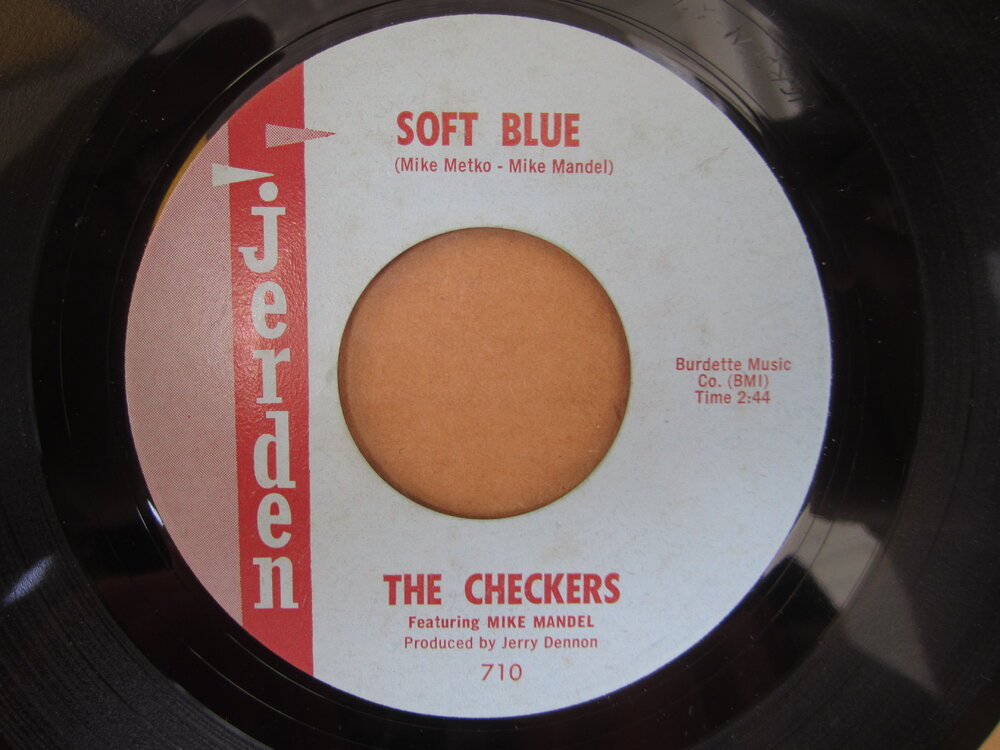 SOFT BLUE
(Mike Metko - Mike Mandel)
jerden
Burdette Music
Co. (BMI)
Time 2:44
THE CHECKERS
Featuring MIKE MANDEL
Produced by Jerry Dennon
710